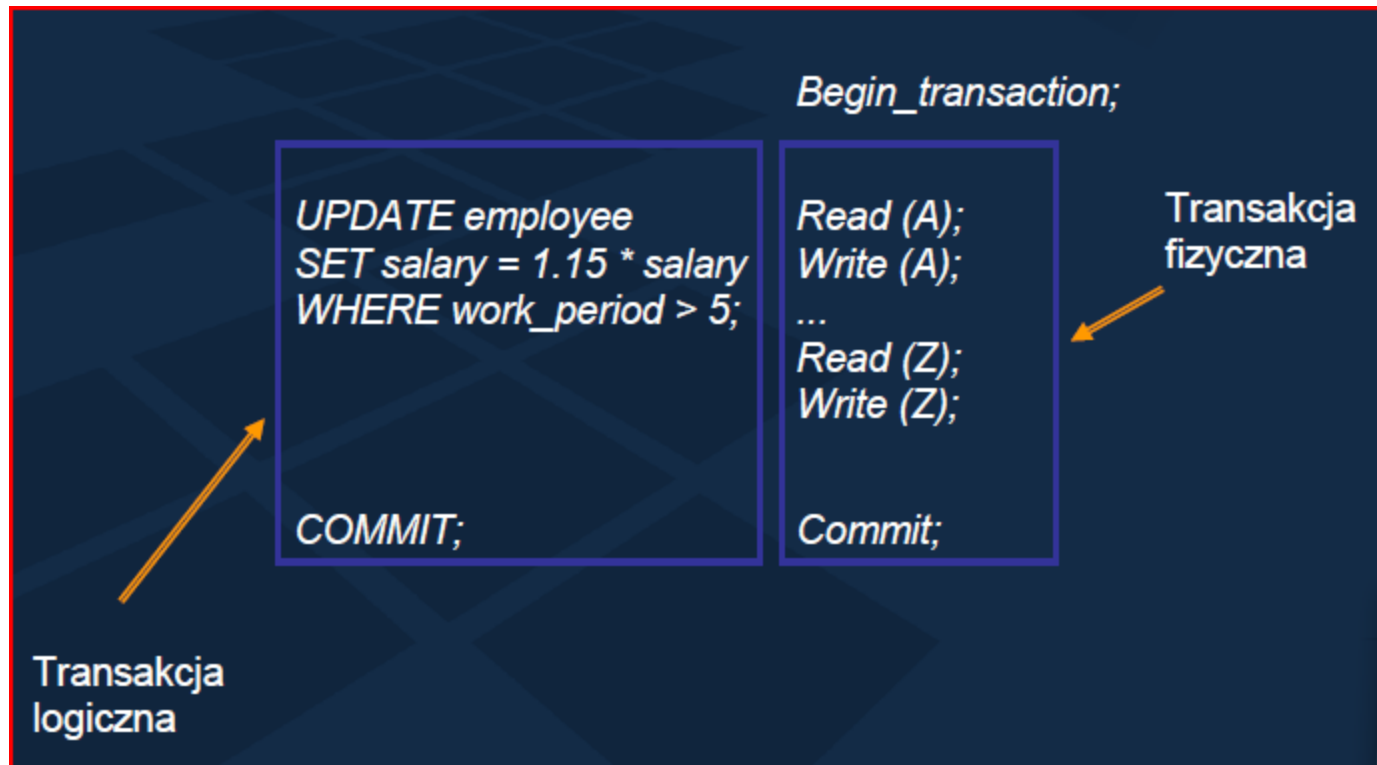 Begin_transaction;
UPDATE employee
SET salary = 1.15 * salary
WHERE work_period > 5;
COMMIT;
Read (A);
Write (A);
...
Read (Z);
Write (Z);
Commit;
Transakcja
fizyczna
Transakcja
logiczna